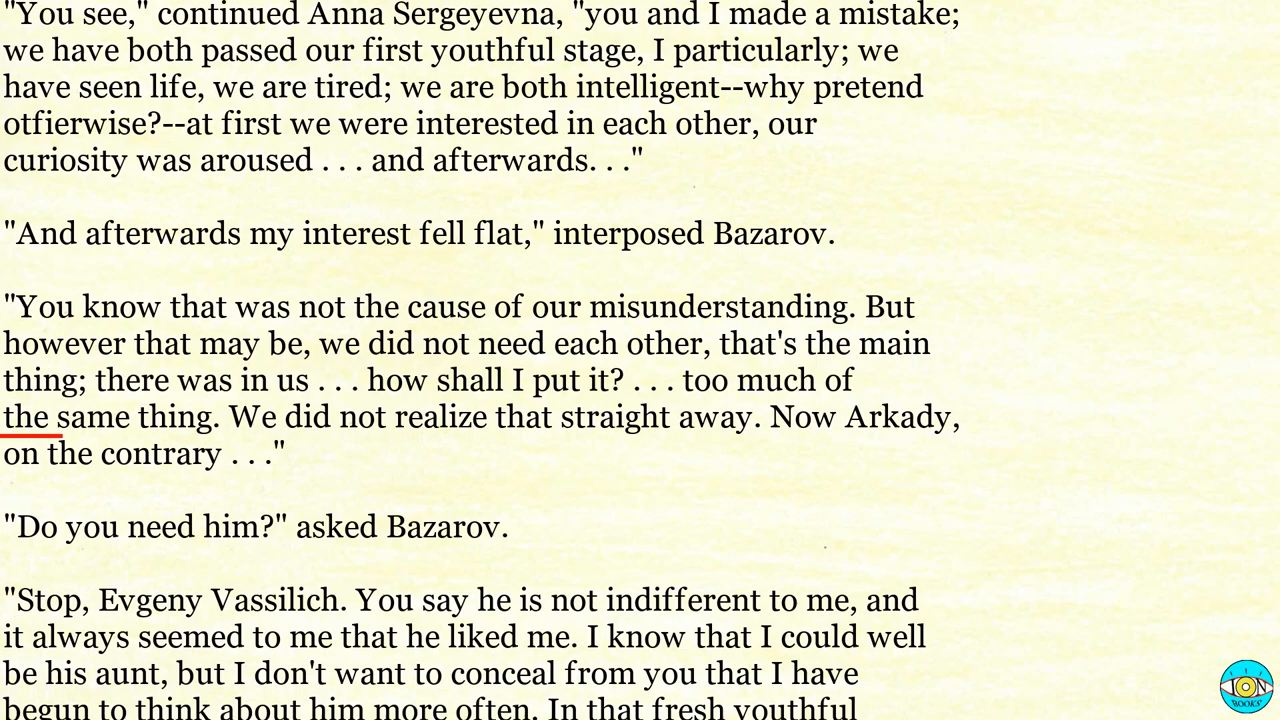 "You see," continued Anna Sergeyevna, "you and I made a mistake;
we have both passed our first youthful stage, I particularly; we
have seen life, we are tired; we are both intelligent--why pretend
otfierwise?--at first we were interested in each other, our
curiosity was aroused . . . and afterwards. . ."
"And afterwards my interest fell flat," interposed Bazarov.
"You know that was not the cause of our misunderstanding. But
however that may be, we did not need each other, that's the main
thing; there was in us . . . how shall I put it? . . . too much of
the same thing. We did not realize that straight away. Now Arkady,
on the contrary . . ."
"Do you need him?" asked Bazarov.
"Stop, Evgeny Vassilich. You say he is not indifferent to me, and
it always seemed to me that he liked me. I know that I could well
be his aunt, but I don't want to conceal from you that I have
begun to think about him more often. In that fresh youthful
ION
BOOKS